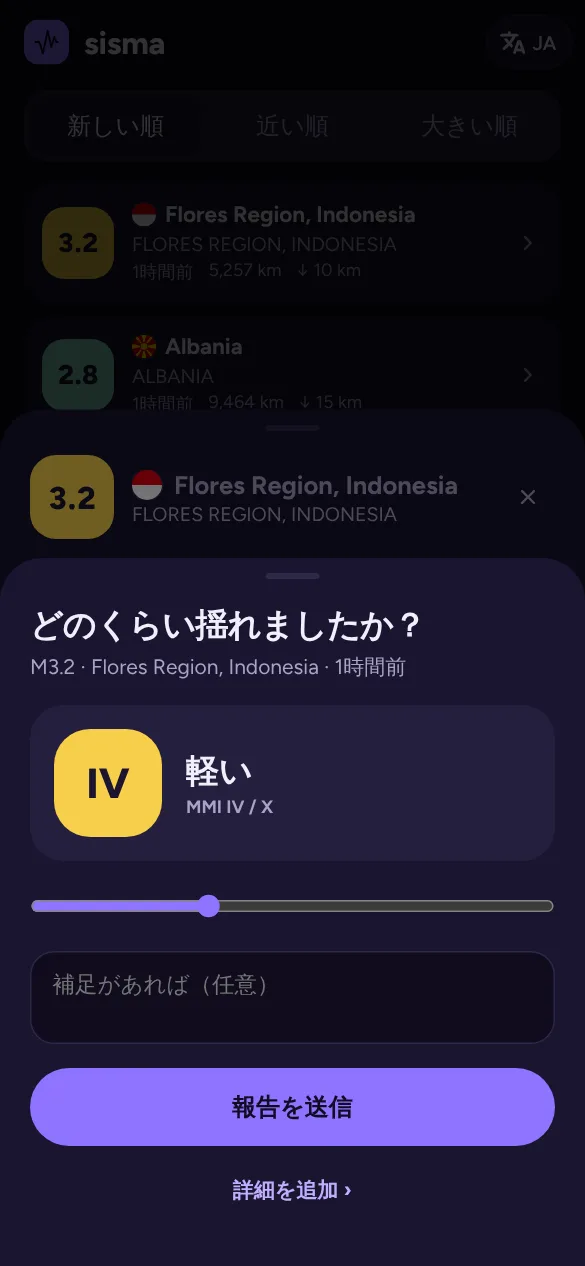 sisma
JA
新しい順 近い順 大きい順
3.2
Flores Region, Indonesia
FLORES REGION, INDONESIA
1時間前 5,257 km ↓ 10 km
2.8
Albania
ALBANIA
1時間前 9,464 km ↓ 15 km
3.2
Flores Region, Indonesia
FLORES REGION, INDONESIA
どのくらい揺れましたか？
M3.2 · Flores Region, Indonesia · 1時間前
IV
軽い
MMI IV / X
補足があれば（任意）
報告を送信
詳細を追加 ›